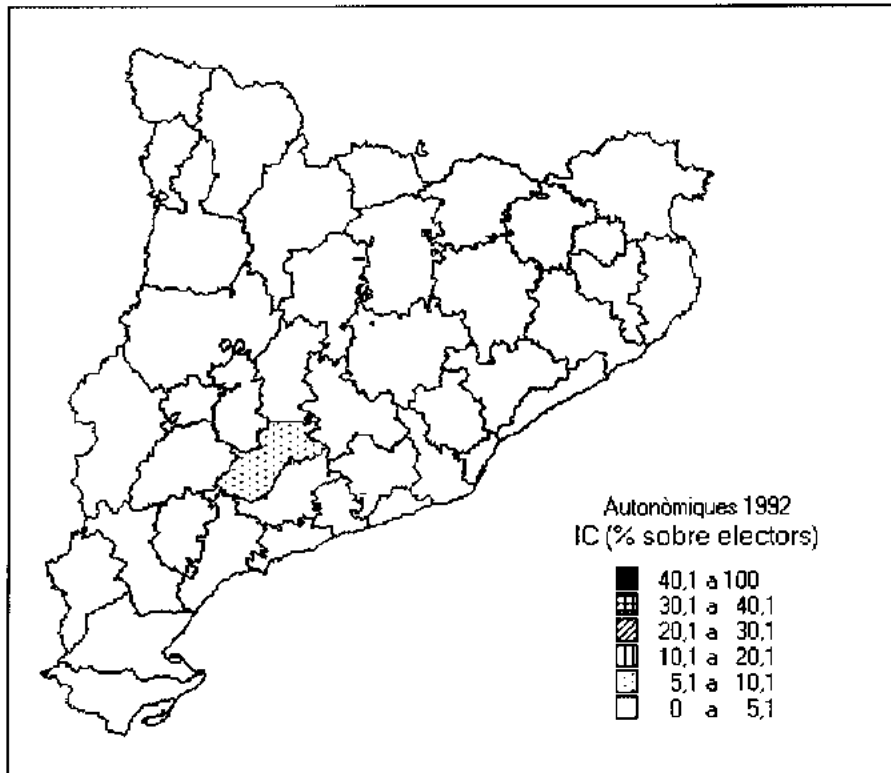 Autonòmiques 1992
IC (% sobre electors)
40,1 a 100
30,1 a 40,1
20,1 a 30,1
10,1 a 20,1
5,1 a 10,1
0 a 5,1